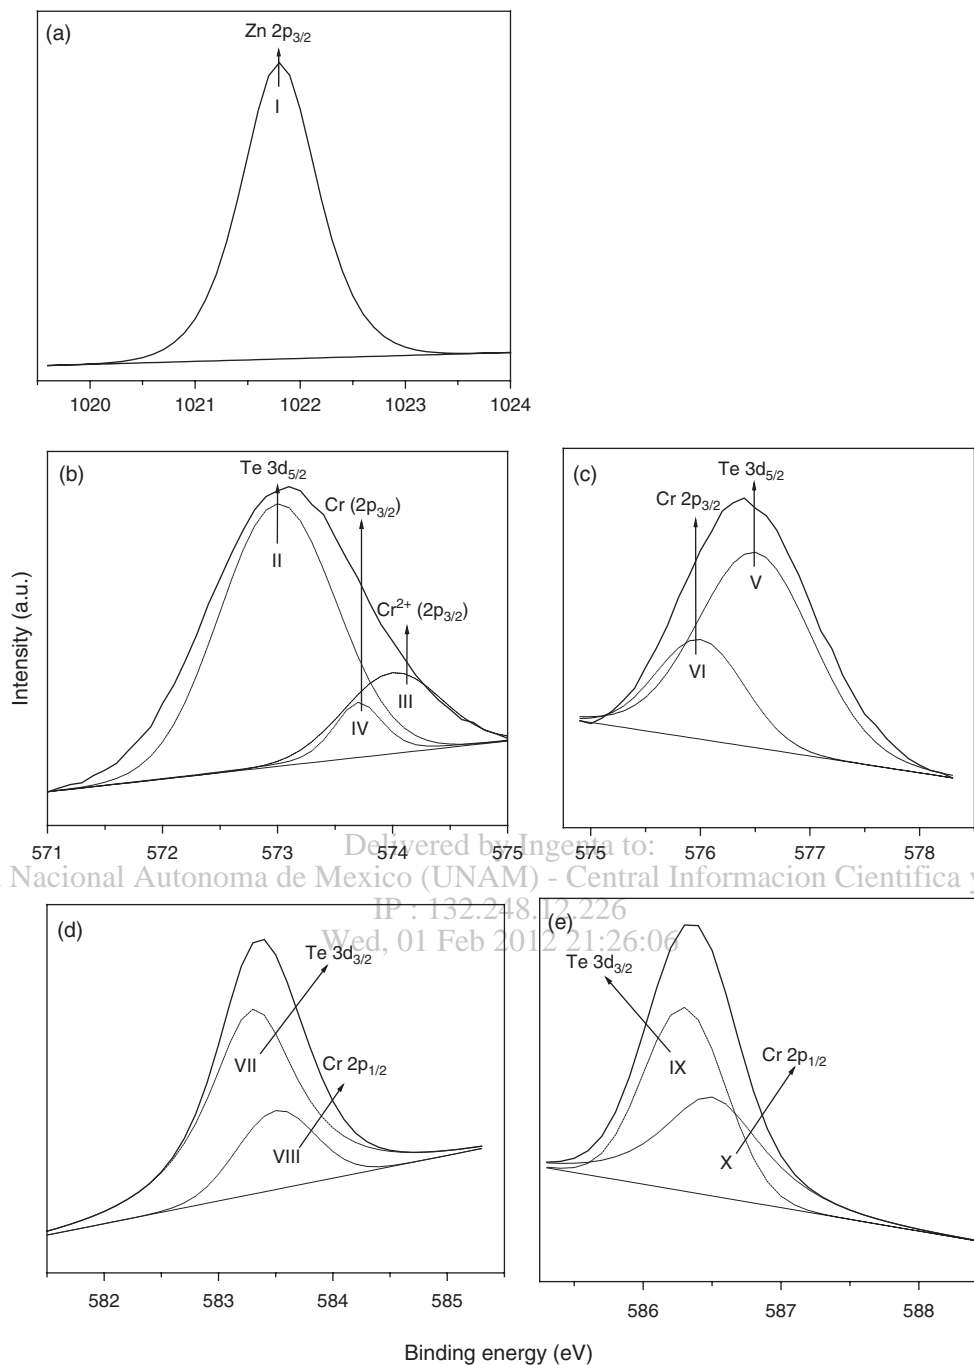 (a)
Zn 2p3/2
I
1020 1021 1022 1023 1024
(b)
Te 3d5/2
Cr (2p3/2)
II
Cr2+ (2p3/2)
III
IV
571 572 573 574 575
(c)
Te 3d5/2
Cr 2p3/2
V
VI
575 576 577 578
Intensity (a.u.)
Delivered by Ingenta to:
Nacional Autonoma de Mexico (UNAM) - Central Informacion Cientifica y
IP : 132.248.12.226
Wed, 01 Feb 2012 21:26:06
(d)
Te 3d3/2
VII
Cr 2p1/2
VIII
582 583 584 585
(e)
Te 3d3/2
IX
Cr 2p1/2
X
586 587 588
Binding energy (eV)